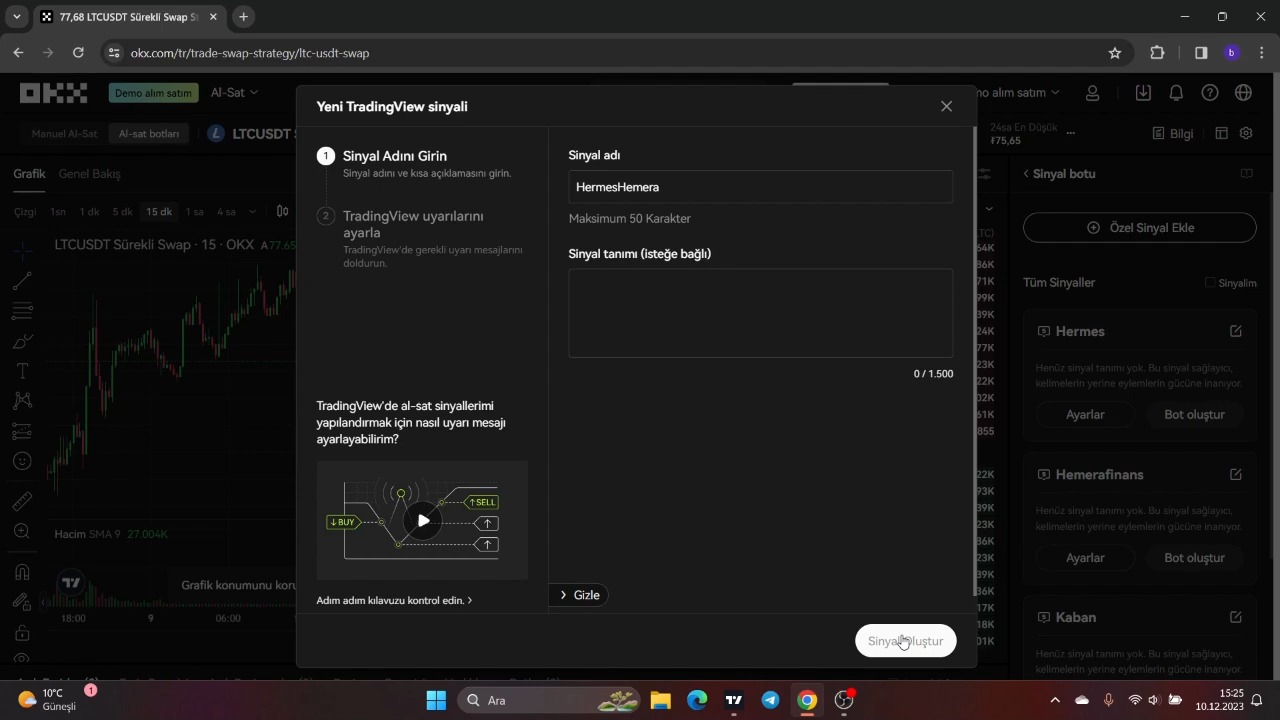 77,68 LTCUSDT Sürekli Swap S
okx.com/tr/trade-swap-strategy/ltc-usdt-swap
b
OKX
Demo alım satım
Al-Sat
alım satım
Manuel Al-Sat
Al-sat botları
LTCUSDT
24sa En Düşük
₮75,65
Bilgi
Grafik
Genel Bakış
Çizgi
1sn
1 dk
5 dk
15 dk
1 sa
4 sa
LTCUSDT Sürekli Swap · 15 · OKX
A77.65
Hacim SMA 9 27.004K
Grafik konumunu koru
18:00
9
06:00
Yeni TradingView sinyali
1
Sinyal Adını Girin
Sinyal adını ve kısa açıklamasını girin.
2
TradingView uyarılarını
ayarla
TradingView'de gerekli uyarı mesajlarını
doldurun.
TradingView'de al-sat sinyallerimi
yapılandırmak için nasıl uyarı mesajı
ayarlayabilirim?
↓ BUY
↑ SELL
Adım adım kılavuzu kontrol edin. >
Sinyal adı
HermesHemera
Maksimum 50 Karakter
Sinyal tanımı (isteğe bağlı)
0 / 1.500
> Gizle
Sinyal Oluştur
Sinyal botu
Özel Sinyal Ekle
Tüm Sinyaller
Sinyalim
Hermes
Henüz sinyal tanımı yok. Bu sinyal sağlayıcı,
kelimelerin yerine eylemlerin gücüne inanıyor.
Ayarlar
Bot oluştur
Hemerafinans
Henüz sinyal tanımı yok. Bu sinyal sağlayıcı,
kelimelerin yerine eylemlerin gücüne inanıyor.
Ayarlar
Bot oluştur
Kaban
Henüz sinyal tanımı yok. Bu sinyal sağlayıcı,
kelimelerin yerine eylemlerin gücüne inanıyor.
10°C
Güneşli
1
Ara
15:25
10.12.2023